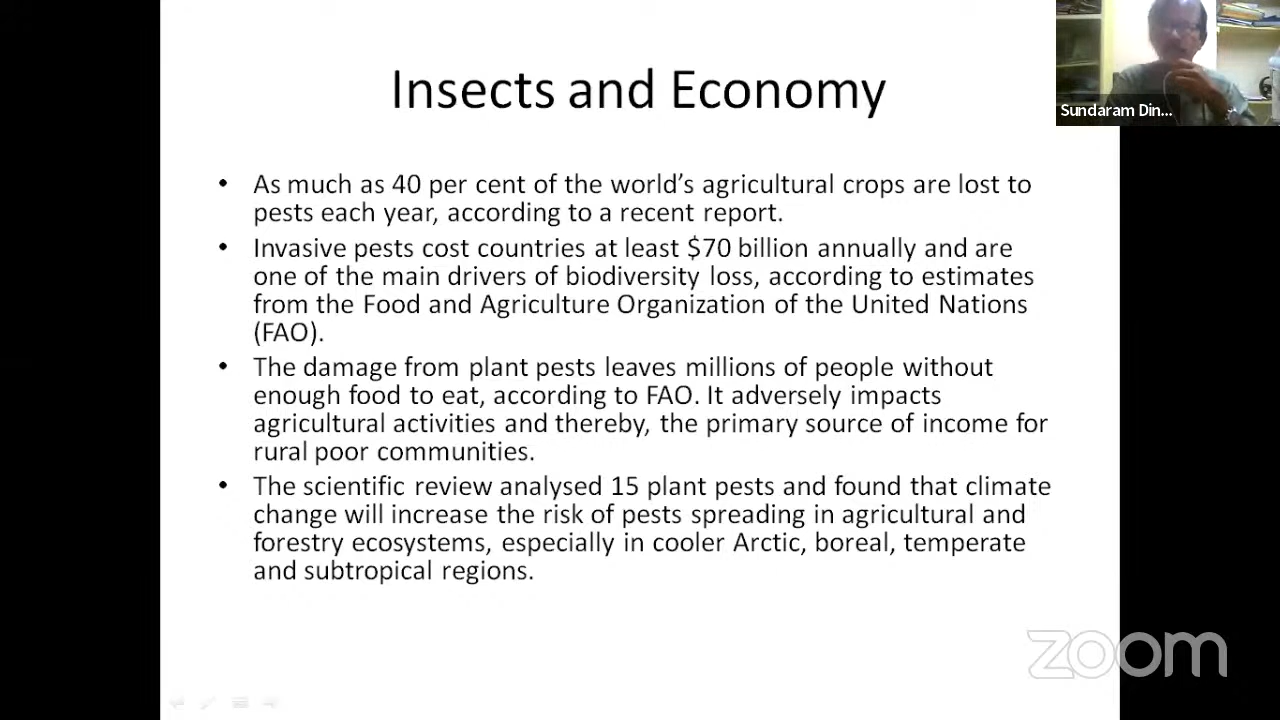 Insects and Economy
Sundaram Din...
• As much as 40 per cent of the world's agricultural crops are lost to
pests each year, according to a recent report.
• Invasive pests cost countries at least $70 billion annually and are
one of the main drivers of biodiversity loss, according to estimates
from the Food and Agriculture Organization of the United Nations
(FAO).
• The damage from plant pests leaves millions of people without
enough food to eat, according to FAO. It adversely impacts
agricultural activities and thereby, the primary source of income for
rural poor communities.
• The scientific review analysed 15 plant pests and found that climate
change will increase the risk of pests spreading in agricultural and
forestry ecosystems, especially in cooler Arctic, boreal, temperate
and subtropical regions.
zoom